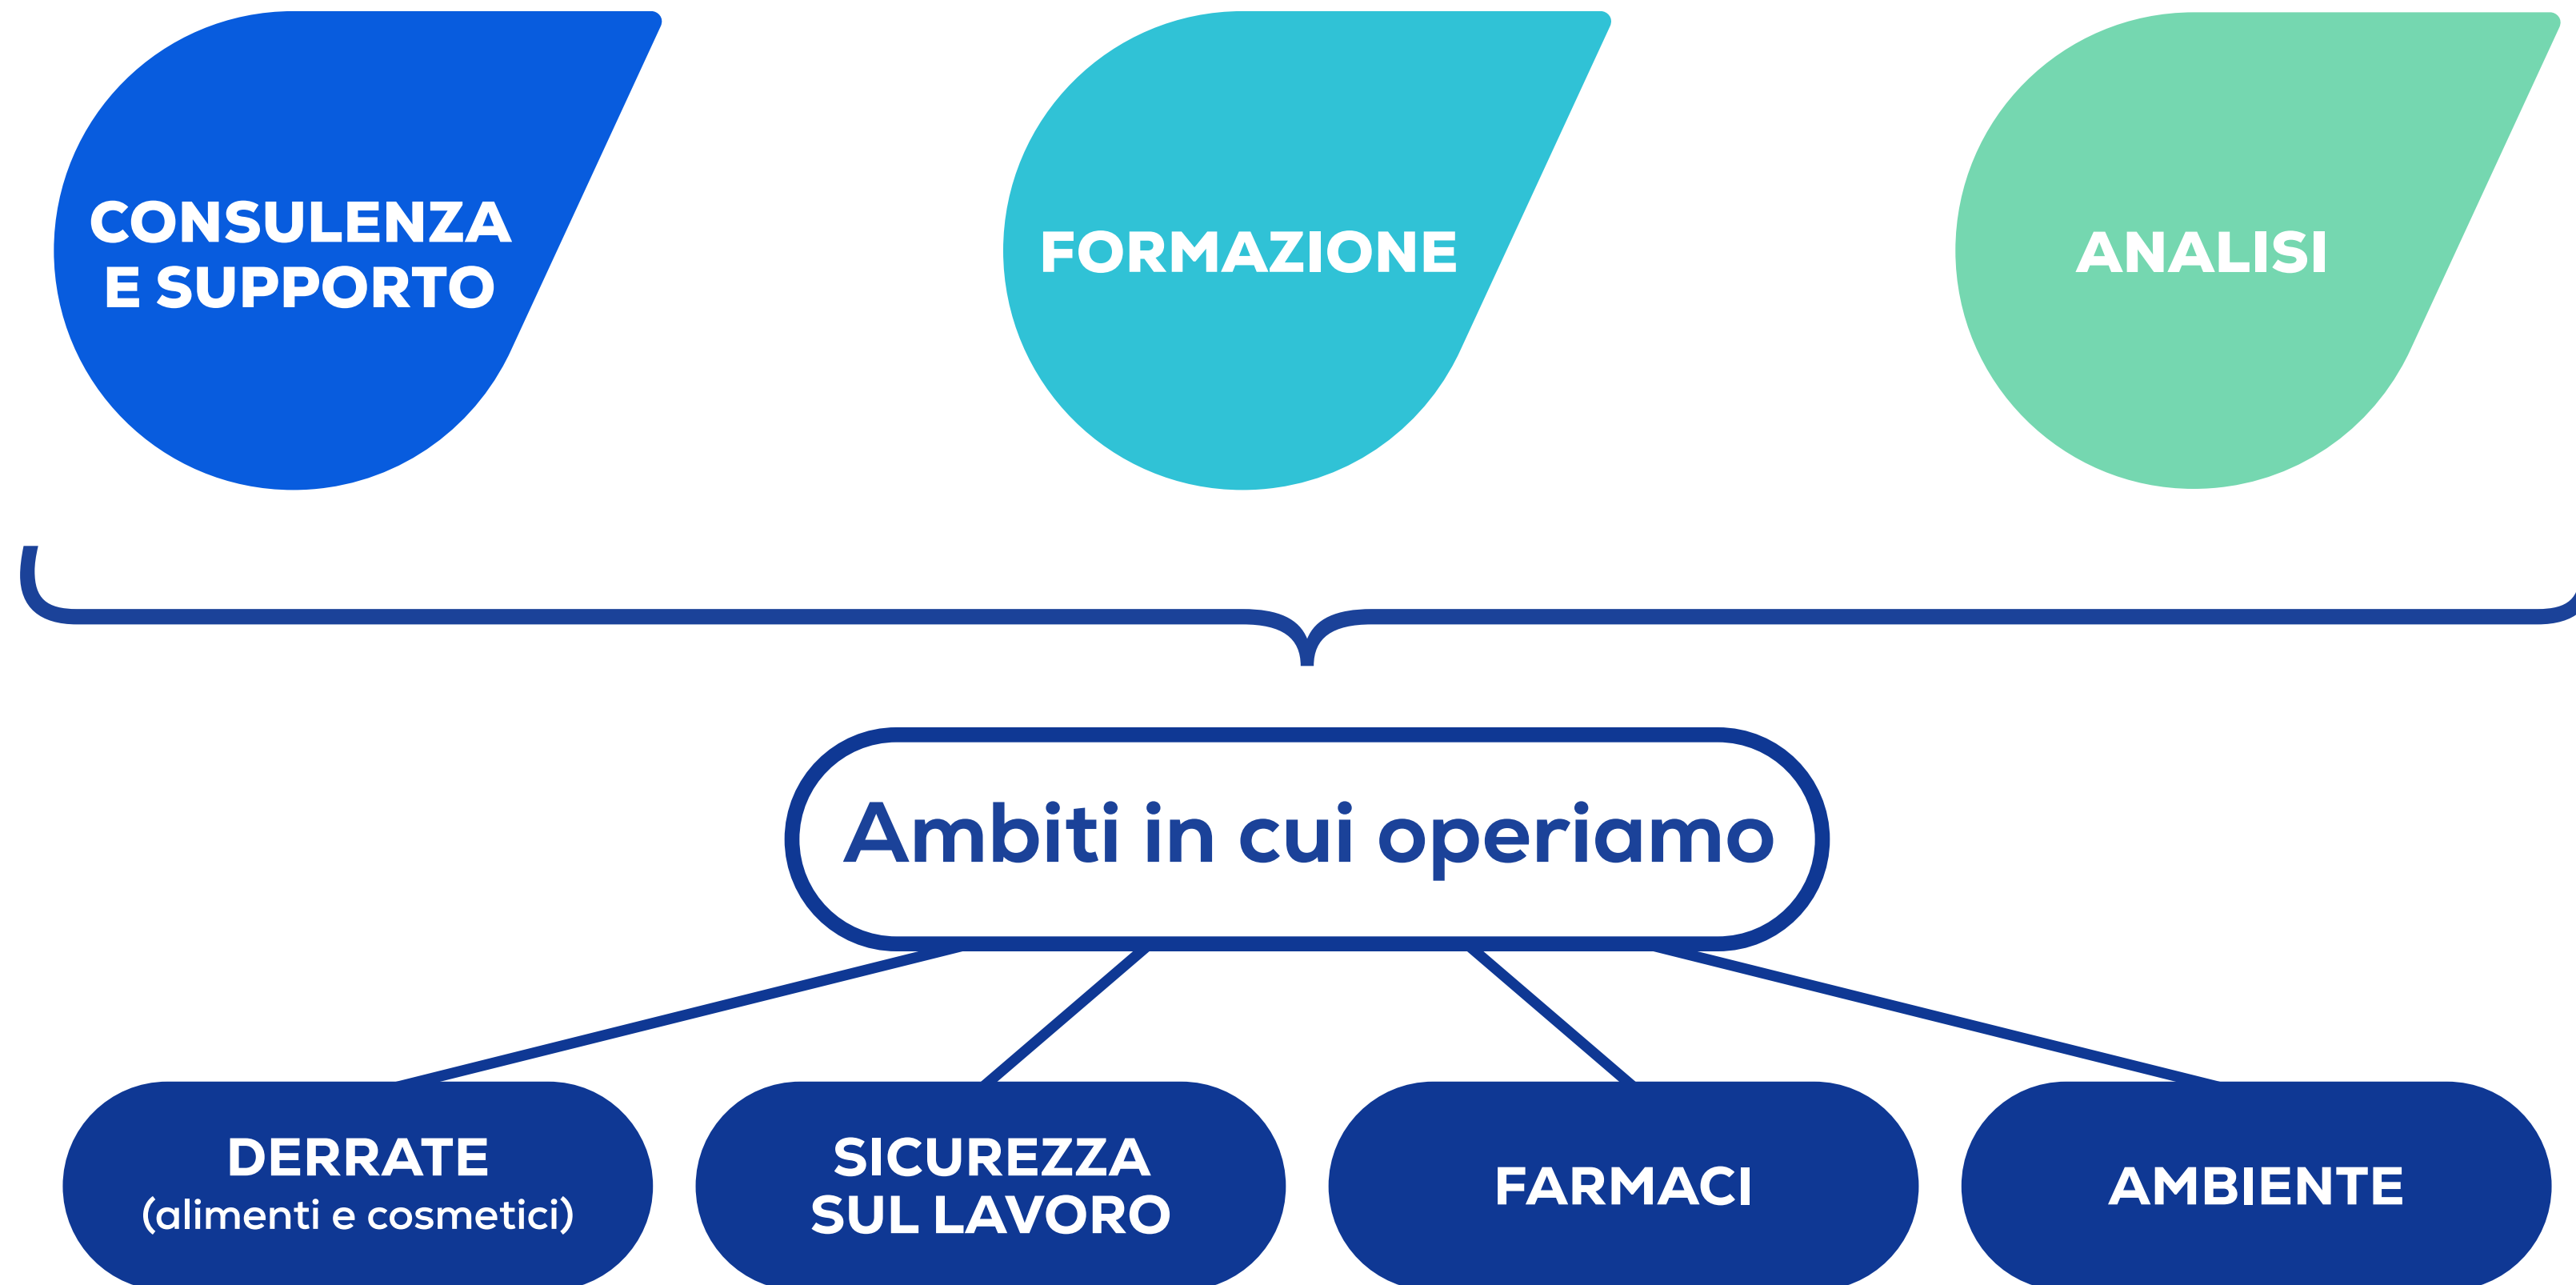 CONSULENZA
E SUPPORTO
FORMAZIONE
ANALISI
Ambiti in cui operiamo
DERRATE
(alimenti e cosmetici)
SICUREZZA
SUL LAVORO
FARMACI
AMBIENTE